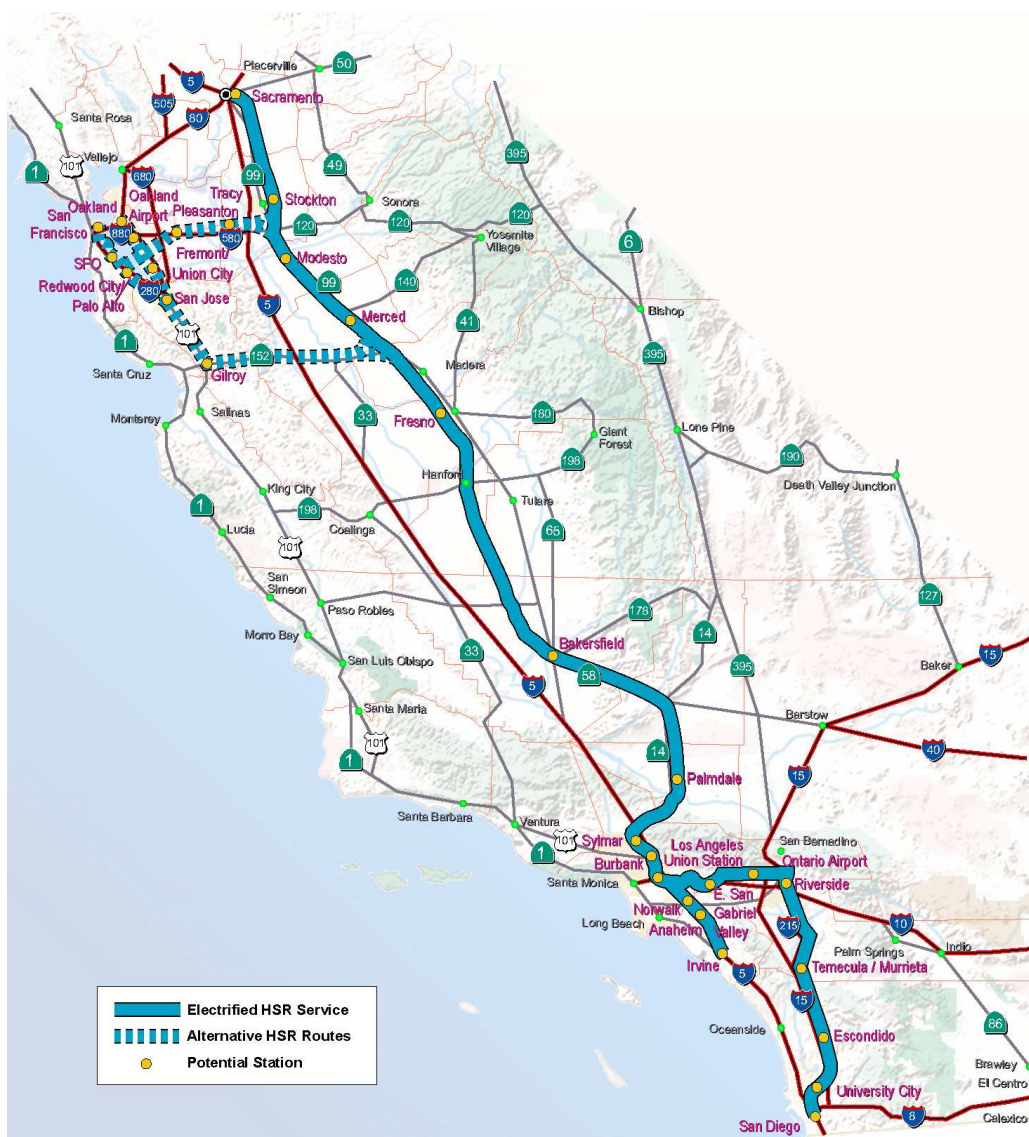 Placerville
50
5
Sacramento
505
80
Santa Rosa
49
395
Vallejo
101
1
680
99
Tracy
Stockton
Sonora
Oakland
Oakland
Airport
Pleasanton
San
Francisco
880
580
120
120
120
Yosemite
Village
6
SFO
Fremont/
Union City
Modesto
Redwood City/
Palo Alto
280
San Jose
99
140
5
Merced
41
Bishop
101
1
152
395
Santa Cruz
Gilroy
Madera
Monterey
Salinas
33
Fresno
180
Giant
Forest
Lone Pine
198
190
Hanford
Death Valley Junction
King City
Tulare
1
198
Coalinga
Lucia
65
101
San
Simeon
127
Paso Robles
178
Morro Bay
14
33
Bakersfield
San Luis Obispo
58
395
Baker
15
5
Santa Maria
Barstow
101
14
40
1
15
Palmdale
Santa Barbara
Ventura
Sylmar
101
Los Angeles
Union Station
San Bernadino
1
Burbank
Ontario Airport
Santa Monica
Riverside
E. San
Gabriel
Valley
Norwalk
Long Beach
Anaheim
215
10
Palm Springs
Indio
Irvine
5
Temecula / Murrieta
15
Oceanside
86
Escondido
Brawley
El Centro
University City
San Diego
8
Calexico
Electrified HSR Service
Alternative HSR Routes
Potential Station